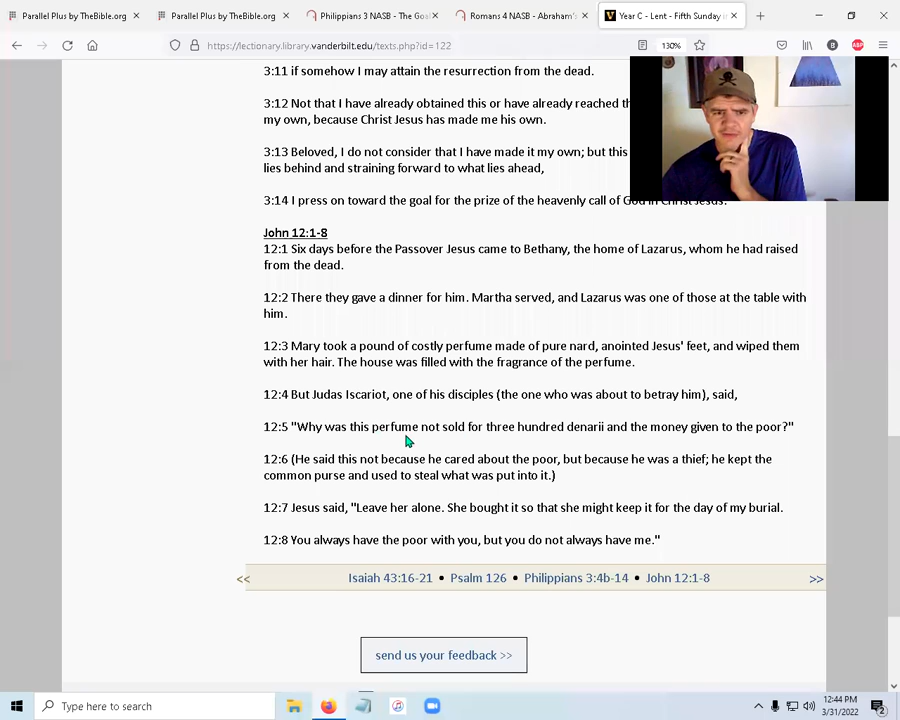 Parallel Plus by TheBible.org
Parallel Plus by TheBible.org
Philippians 3 NASB - The Goal
Romans 4 NASB - Abraham's
Year C - Lent - Fifth Sunday
https://lectionary.library.vanderbilt.edu/texts.php?id=122
130%
B
ABP
3:11 if somehow I may attain the resurrection from the dead.
3:12 Not that I have already obtained this or have already reached th
my own, because Christ Jesus has made me his own.
3:13 Beloved, I do not consider that I have made it my own; but this
lies behind and straining forward to what lies ahead,
3:14 I press on toward the goal for the prize of the heavenly call of God in Christ Jesus.
John 12:1-8
12:1 Six days before the Passover Jesus came to Bethany, the home of Lazarus, whom he had raised
from the dead.
12:2 There they gave a dinner for him. Martha served, and Lazarus was one of those at the table with
him.
12:3 Mary took a pound of costly perfume made of pure nard, anointed Jesus' feet, and wiped them
with her hair. The house was filled with the fragrance of the perfume.
12:4 But Judas Iscariot, one of his disciples (the one who was about to betray him), said,
12:5 "Why was this perfume not sold for three hundred denarii and the money given to the poor?"
12:6 (He said this not because he cared about the poor, but because he was a thief; he kept the
common purse and used to steal what was put into it.)
12:7 Jesus said, "Leave her alone. She bought it so that she might keep it for the day of my burial.
12:8 You always have the poor with you, but you do not always have me."
<< Isaiah 43:16-21 • Psalm 126 • Philippians 3:4b-14 • John 12:1-8 >>
send us your feedback >>
Type here to search
12:44 PM
3/31/2022
2